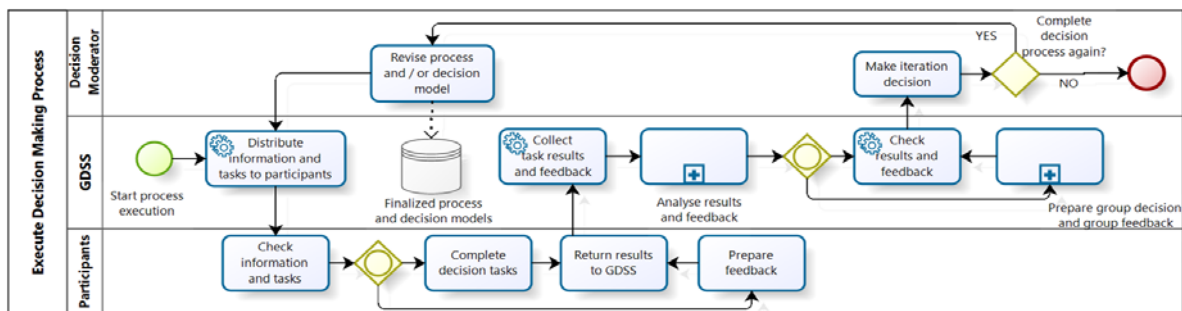 Execute Decision Making Process
Decision
Moderator
Revise process
and / or decision
model
Make iteration
decision
YES
Complete
decision
process again?
NO
GDSS
Start process
execution
Distribute
information and
tasks to participants
Finalized process
and decision models
Collect
task results
and feedback
Analyse results
and feedback
Check
results and
feedback
Prepare group decision
and group feedback
Participants
Check
information
and tasks
Complete
decision tasks
Return results
to GDSS
Prepare
feedback